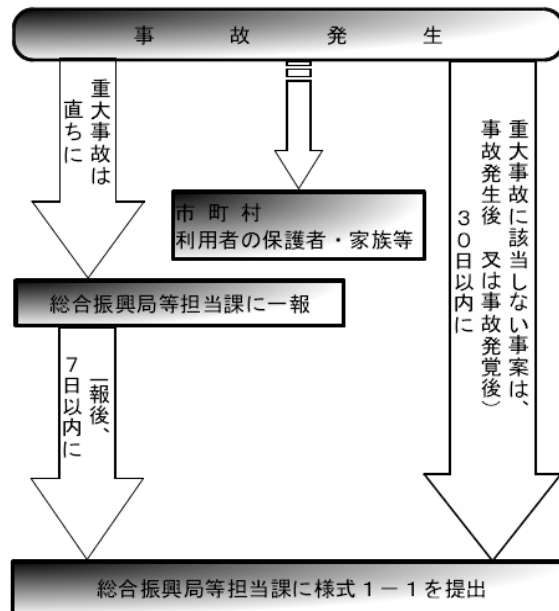 事故発生
重大事故は
直ちに
市町村
利用者の保護者・家族等
重大事故に該当しない事案は、
事故発生後 又は事故発覚後）
３０日以内に
総合振興局等担当課に一報
一報後、
７日以内に
総合振興局等担当課に様式１－１を提出